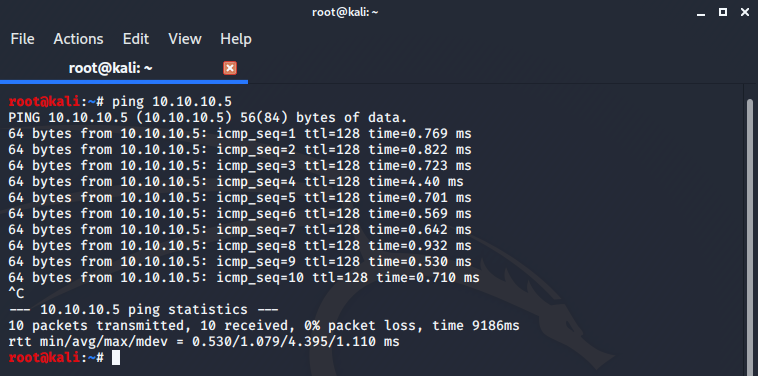 root@kali: ~
File Actions Edit View Help
root@kali: ~
root@kali:~# ping 10.10.10.5
PING 10.10.10.5 (10.10.10.5) 56(84) bytes of data.
64 bytes from 10.10.10.5: icmp_seq=1 ttl=128 time=0.769 ms
64 bytes from 10.10.10.5: icmp_seq=2 ttl=128 time=0.822 ms
64 bytes from 10.10.10.5: icmp_seq=3 ttl=128 time=0.723 ms
64 bytes from 10.10.10.5: icmp_seq=4 ttl=128 time=4.40 ms
64 bytes from 10.10.10.5: icmp_seq=5 ttl=128 time=0.701 ms
64 bytes from 10.10.10.5: icmp_seq=6 ttl=128 time=0.569 ms
64 bytes from 10.10.10.5: icmp_seq=7 ttl=128 time=0.642 ms
64 bytes from 10.10.10.5: icmp_seq=8 ttl=128 time=0.932 ms
64 bytes from 10.10.10.5: icmp_seq=9 ttl=128 time=0.530 ms
64 bytes from 10.10.10.5: icmp_seq=10 ttl=128 time=0.710 ms
^C
--- 10.10.10.5 ping statistics ---
10 packets transmitted, 10 received, 0% packet loss, time 9186ms
rtt min/avg/max/mdev = 0.530/1.079/4.395/1.110 ms
root@kali:~#